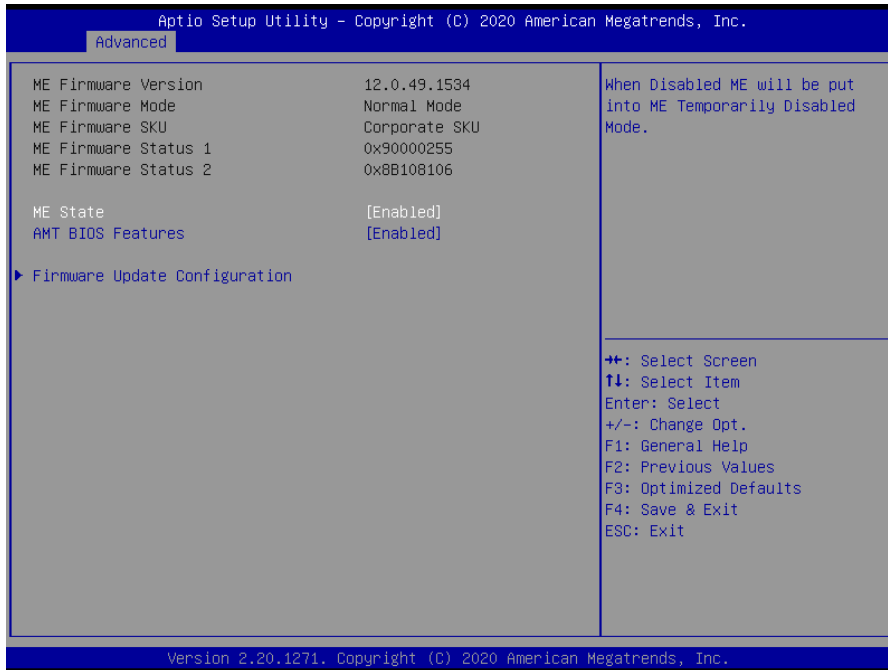 Aptio Setup Utility – Copyright (C) 2020 American Megatrends, Inc.
Advanced
ME Firmware Version 12.0.49.1534
ME Firmware Mode Normal Mode
ME Firmware SKU Corporate SKU
ME Firmware Status 1 0x90000255
ME Firmware Status 2 0x8B108106
ME State [Enabled]
AMT BIOS Features [Enabled]
Firmware Update Configuration
When Disabled ME will be put
into ME Temporarily Disabled
Mode.
→←: Select Screen
↑↓: Select Item
Enter: Select
+/-: Change Opt.
F1: General Help
F2: Previous Values
F3: Optimized Defaults
F4: Save & Exit
ESC: Exit
Version 2.20.1271. Copyright (C) 2020 American Megatrends, Inc.